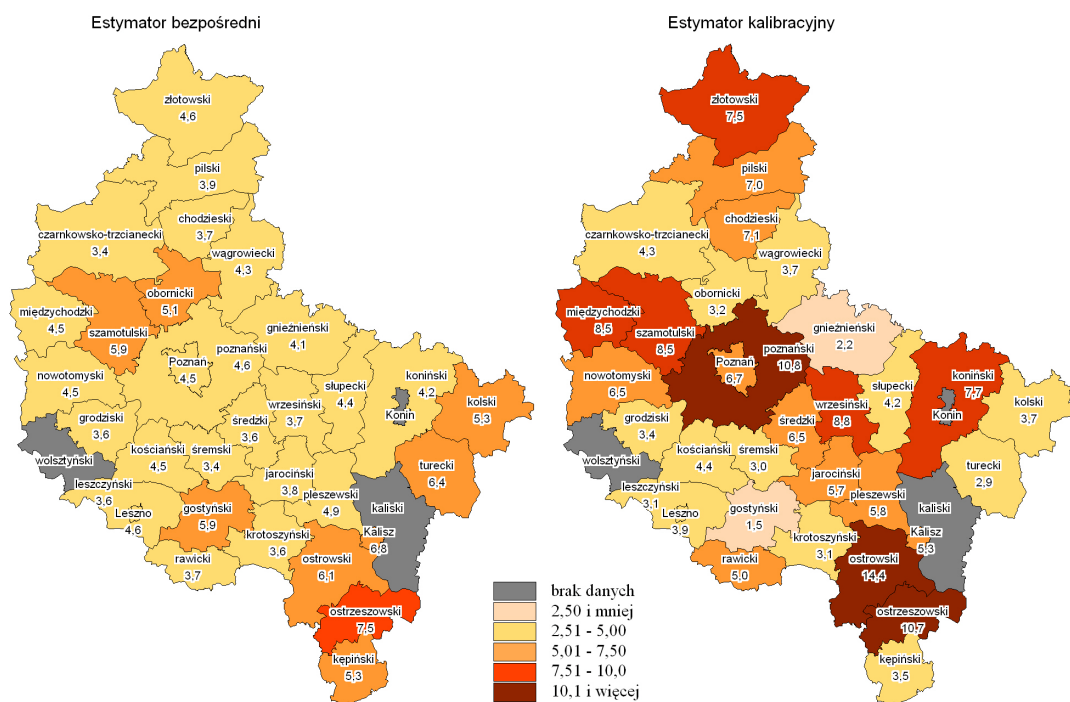 Estymator bezpośredni
złotowski
4,6
pilski
3,9
chodzieski
3,7
czarnkowsko-trzcianecki
3,4
wągrowiecki
4,3
obornicki
5,1
międzychodzki
4,5
szamotulski
5,9
gnieźnieński
4,1
poznański
4,6
Poznań
4,5
nowotomyski
4,5
słupecki
4,4
koniński
4,2
Konin
kolski
5,3
wrzesiński
3,7
grodziski
3,6
średzki
3,6
wolsztyński
kościański
4,5
śremski
3,4
turecki
6,4
jarociński
3,8
leszczyński
3,6
pleszewski
4,9
kaliski
Leszno
4,6
gostyński
5,9
krotoszyński
3,6
Kalisz
6,8
rawicki
3,7
ostrowski
6,1
ostrzeszowski
7,5
kępiński
5,3
Estymator kalibracyjny
złotowski
7,5
pilski
7,0
chodzieski
7,1
czarnkowsko-trzcianecki
4,3
wągrowiecki
3,7
obornicki
3,2
międzychodzki
8,5
szamotulski
8,5
gnieźnieński
2,2
poznański
10,8
Poznań
6,7
nowotomyski
6,5
słupecki
4,2
koniński
7,7
Konin
kolski
3,7
wrzesiński
8,8
grodziski
3,4
średzki
6,5
wolsztyński
kościański
4,4
śremski
3,0
turecki
2,9
jarociński
5,7
leszczyński
3,1
pleszewski
5,8
kaliski
Leszno
3,9
gostyński
1,5
krotoszyński
3,1
Kalisz
5,3
rawicki
5,0
ostrowski
14,4
ostrzeszowski
10,7
kępiński
3,5
brak danych
2,50 i mniej
2,51 - 5,00
5,01 - 7,50
7,51 - 10,0
10,1 i więcej